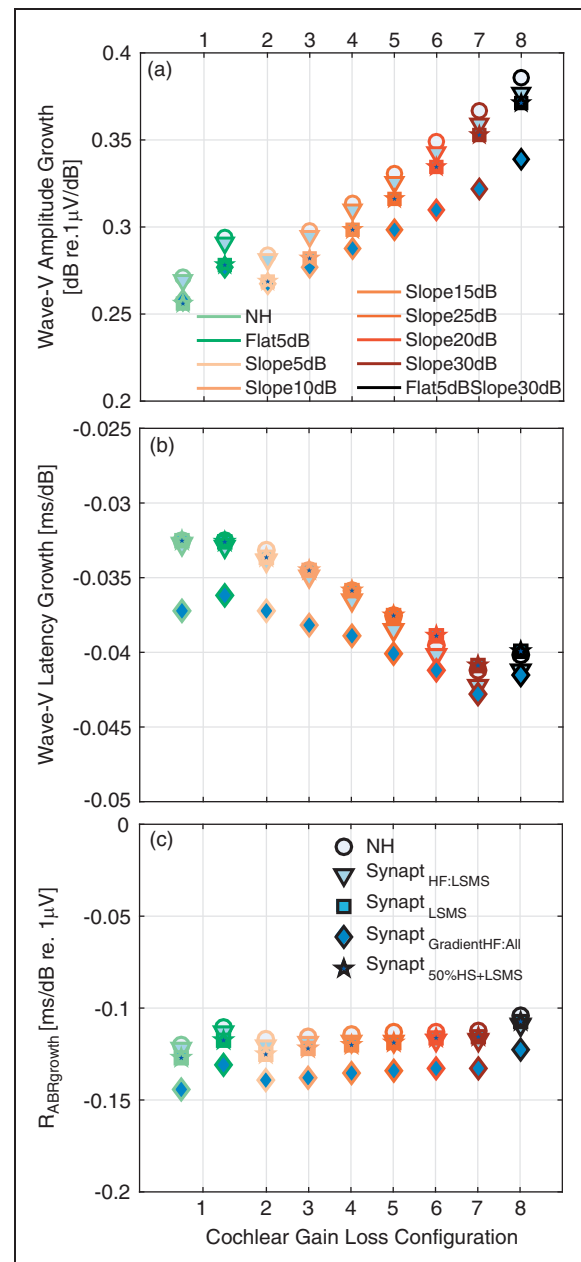 1 2 3 4 5 6 7 8
(a)
0.4
0.35
0.3
0.25
0.2
Wave-V Amplitude Growth
[dB re.1μV/dB]
NH
Flat5dB
Slope5dB
Slope10dB
Slope15dB
Slope25dB
Slope20dB
Slope30dB
Flat5dBSlope30dB
(b)
-0.025
-0.03
-0.035
-0.04
-0.045
-0.05
Wave-V Latency Growth [ms/dB]
(c)
0
-0.05
-0.1
-0.15
-0.2
RABRgrowth [ms/dB re. 1μV]
NH
Synapt HF:LSMS
Synapt LSMS
Synapt GradientHF:All
Synapt 50%HS+LSMS
1 2 3 4 5 6 7 8
Cochlear Gain Loss Configuration